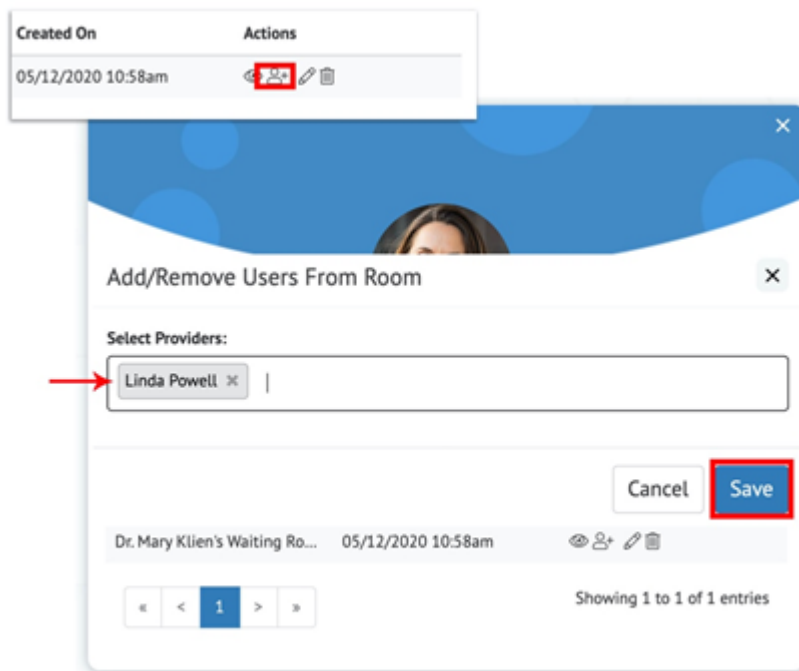 Created On Actions
05/12/2020 10:58am
Add/Remove Users From Room
Select Providers:
Linda Powell
Cancel Save
Dr. Mary Klien's Waiting Ro... 05/12/2020 10:58am
« < 1 > »
Showing 1 to 1 of 1 entries